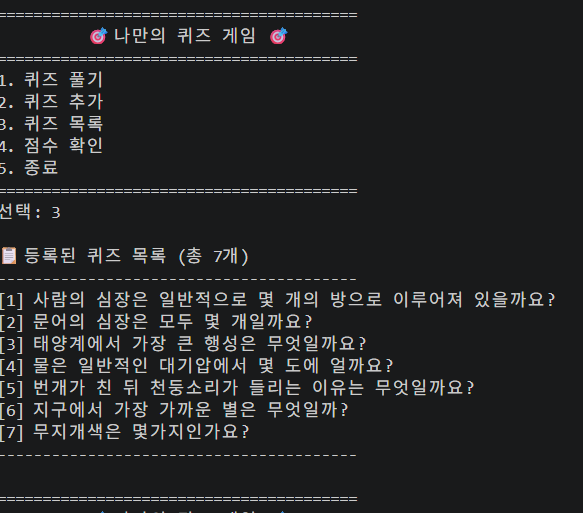 ========================================
🎯 나만의 퀴즈 게임 🎯
========================================
1. 퀴즈 풀기
2. 퀴즈 추가
3. 퀴즈 목록
4. 점수 확인
5. 종료
========================================
선택: 3
📋 등록된 퀴즈 목록 (총 7개)
----------------------------------------
[1] 사람의 심장은 일반적으로 몇 개의 방으로 이루어져 있을까요?
[2] 문어의 심장은 모두 몇 개일까요?
[3] 태양계에서 가장 큰 행성은 무엇일까요?
[4] 물은 일반적인 대기압에서 몇 도에 얼까요?
[5] 번개가 친 뒤 천둥소리가 들리는 이유는 무엇일까요?
[6] 지구에서 가장 가까운 별은 무엇일까?
[7] 무지개색은 몇가지인가요?
----------------------------------------
========================================